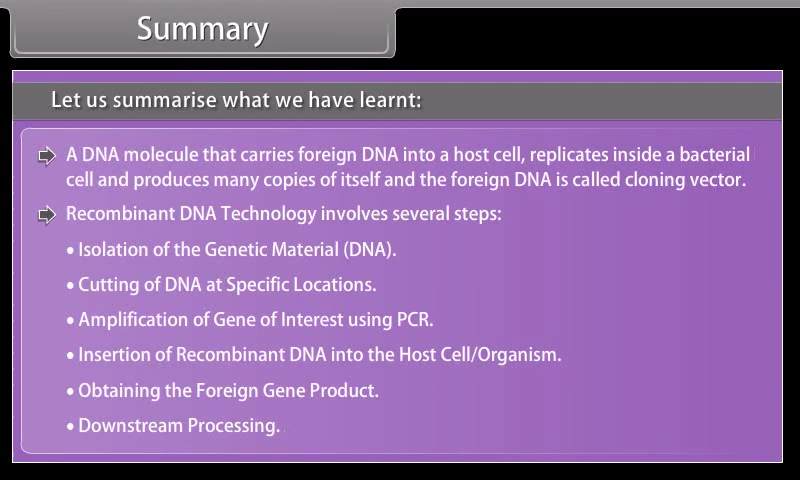 Summary
Let us summarise what we have learnt:
A DNA molecule that carries foreign DNA into a host cell, replicates inside a bacterial
cell and produces many copies of itself and the foreign DNA is called cloning vector.
Recombinant DNA Technology involves several steps:
• Isolation of the Genetic Material (DNA).
• Cutting of DNA at Specific Locations.
• Amplification of Gene of Interest using PCR.
• Insertion of Recombinant DNA into the Host Cell/Organism.
• Obtaining the Foreign Gene Product.
• Downstream Processing.